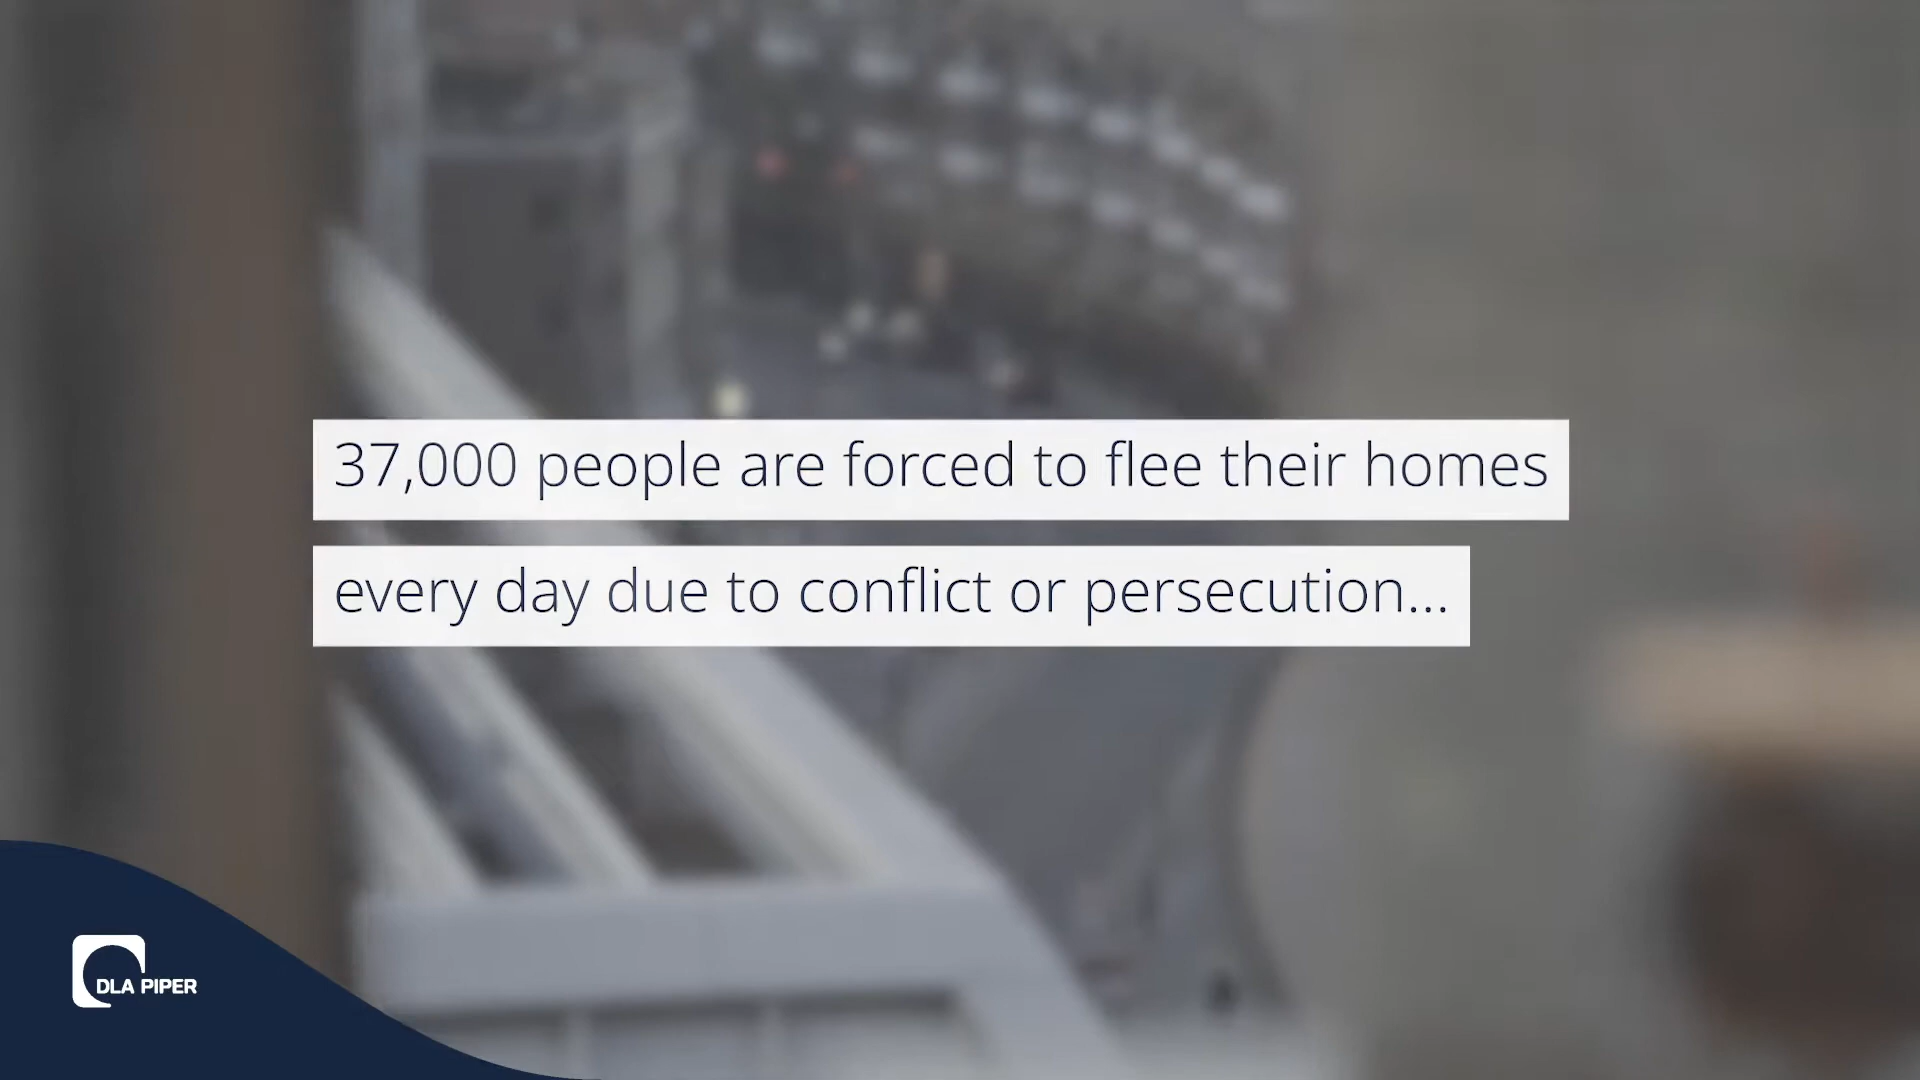 37,000 people are forced to flee their homes
every day due to conflict or persecution...
DLA PIPER